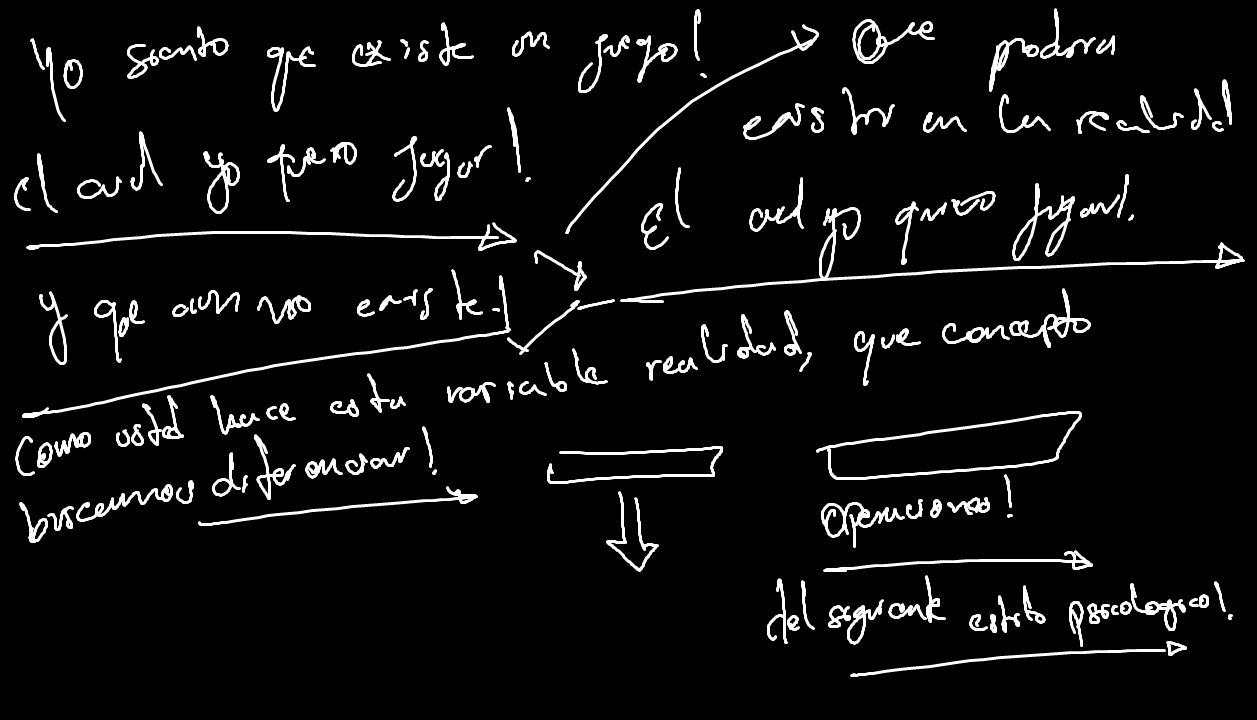 Yo siento que existe un juego!
el cual yo quiero jugar!
Que podria
existir en la realidad
El cual yo quiero jugar!.
Y que aun no existe.!
Como usted hace esta variable realidad, que concepto
buscamos diferenciar!
Operaciones!
del siguiente estilo psicologico!.